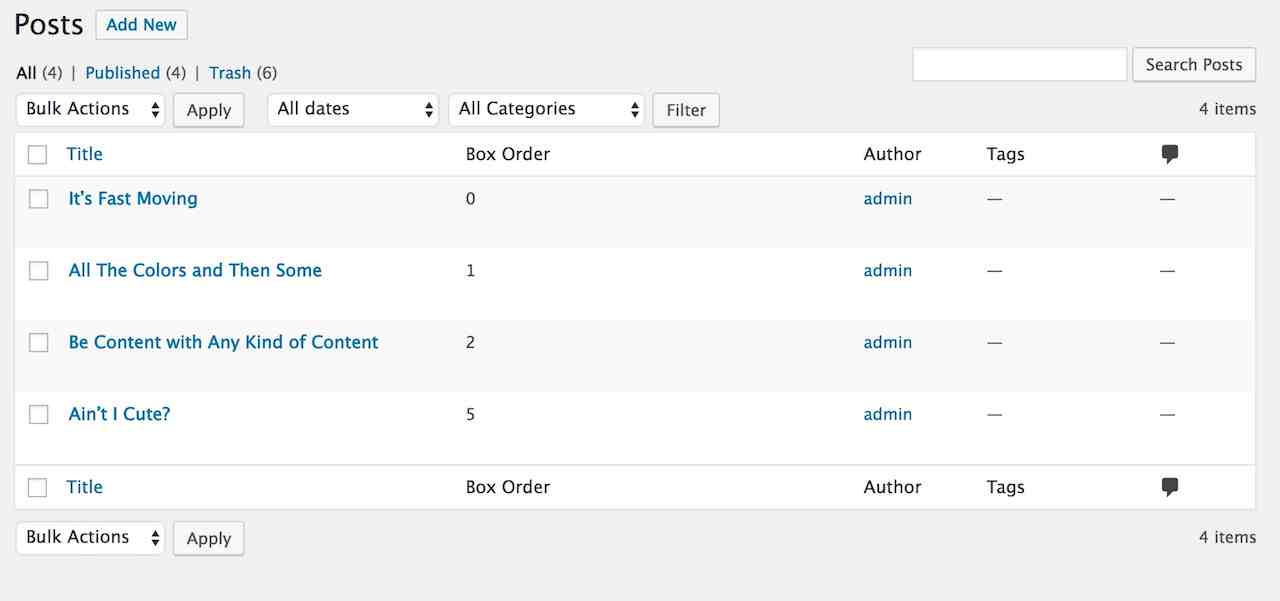 Posts Add New
All (4) | Published (4) | Trash (6) Search Posts
Bulk Actions Apply All dates All Categories Filter 4 items
Title Box Order Author Tags
It's Fast Moving 0 admin — —
All The Colors and Then Some 1 admin — —
Be Content with Any Kind of Content 2 admin — —
Ain't I Cute? 5 admin — —
Title Box Order Author Tags
Bulk Actions Apply 4 items